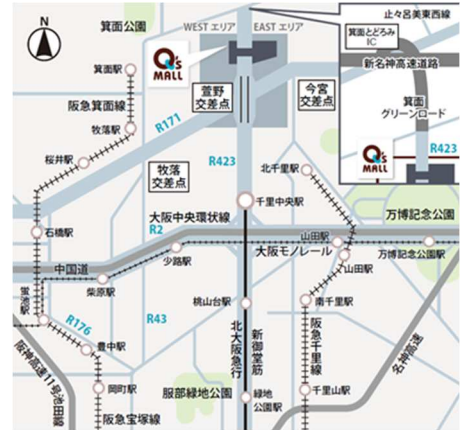 箕面公園
WEST エリア
EAST エリア
止々呂美東西線
箕面とどろみ
IC
新名神高速道路
箕面
グリーンロード
R423
Q's
MALL
N
箕面駅
Q's
MALL
阪急箕面線
萱野
交差点
今宮
交差点
牧落駅
R171
桜井駅
牧落
交差点
R423
北千里駅
千里中央駅
石橋駅
大阪中央環状線
R2
万博記念公園
山田駅
少路駅
大阪モノレール
中国道
山田駅
万博記念公園駅
柴原駅
蛍池駅
桃山台駅
南千里駅
R176
R43
豊中駅
北大阪急行
新御堂筋
阪急千里線
名神高速
阪神高速11号池田線
岡町駅
服部緑地公園
緑地
公園駅
千里山駅
阪急宝塚線